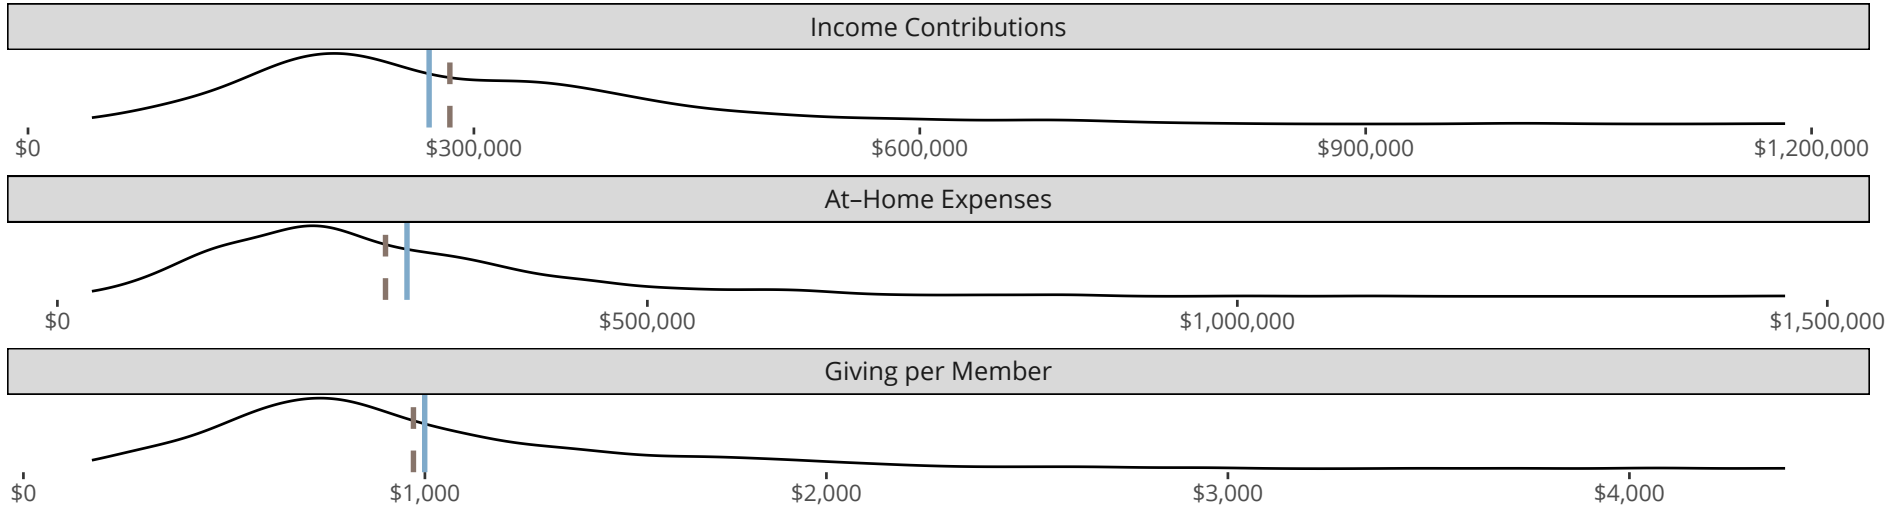 Income Contributions
$0 $300,000 $600,000 $900,000 $1,200,000
At–Home Expenses
$0 $500,000 $1,000,000 $1,500,000
Giving per Member
$0 $1,000 $2,000 $3,000 $4,000